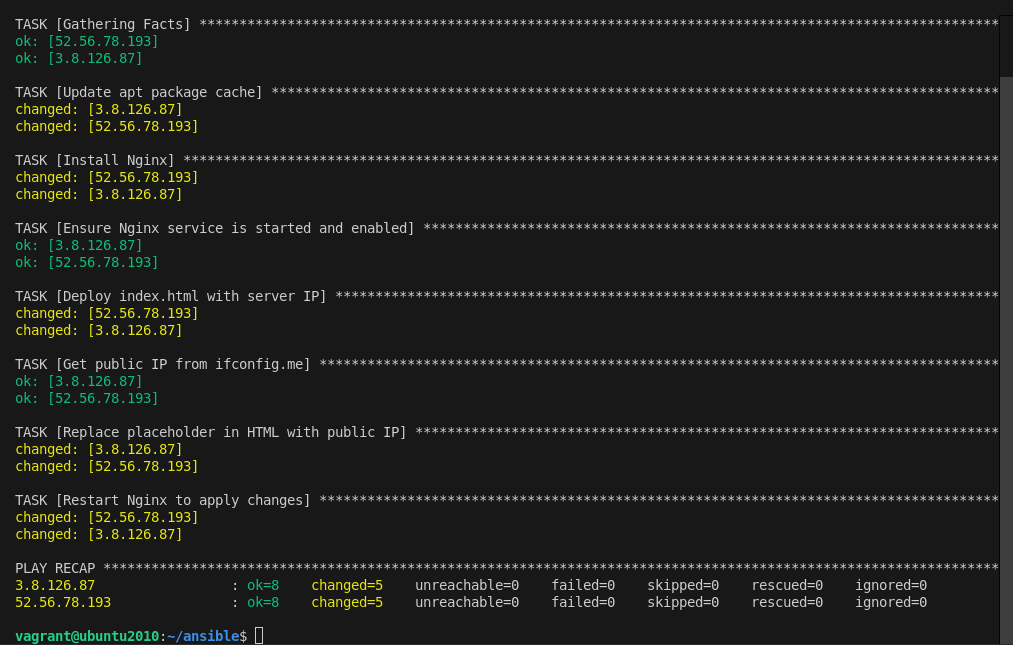 TASK [Gathering Facts] ****************************************************************************************************
ok: [52.56.78.193]
ok: [3.8.126.87]
TASK [Update apt package cache] *******************************************************************************************
changed: [3.8.126.87]
changed: [52.56.78.193]
TASK [Install Nginx] ******************************************************************************************************
changed: [52.56.78.193]
changed: [3.8.126.87]
TASK [Ensure Nginx service is started and enabled] ************************************************************************
ok: [3.8.126.87]
ok: [52.56.78.193]
TASK [Deploy index.html with server IP] ***********************************************************************************
changed: [52.56.78.193]
changed: [3.8.126.87]
TASK [Get public IP from ifconfig.me] *************************************************************************************
ok: [3.8.126.87]
ok: [52.56.78.193]
TASK [Replace placeholder in HTML with public IP] *************************************************************************
changed: [3.8.126.87]
changed: [52.56.78.193]
TASK [Restart Nginx to apply changes] *************************************************************************************
changed: [52.56.78.193]
changed: [3.8.126.87]
PLAY RECAP ****************************************************************************************************************
3.8.126.87                 : ok=8    changed=5    unreachable=0    failed=0    skipped=0    rescued=0    ignored=0
52.56.78.193               : ok=8    changed=5    unreachable=0    failed=0    skipped=0    rescued=0    ignored=0
vagrant@ubuntu2010:~/ansible$